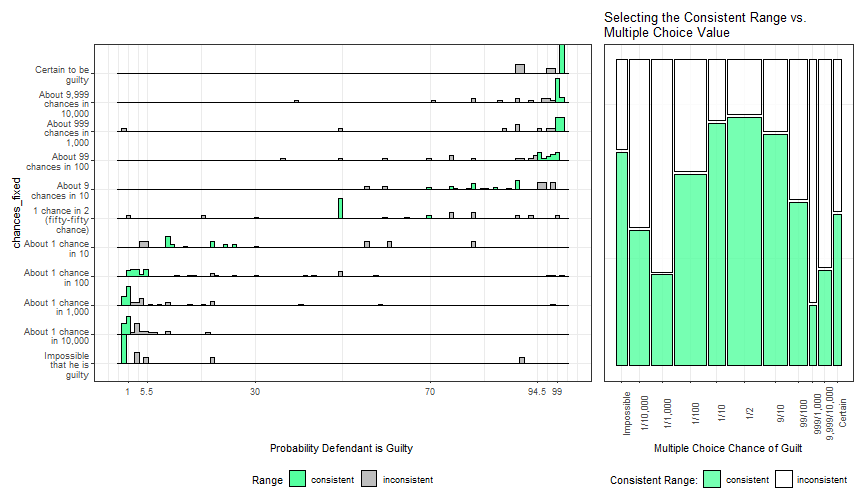 Selecting the Consistent Range vs.
Multiple Choice Value
chances_fixed
Certain to be
guilty
About 9,999
chances in
10,000
About 999
chances in
1,000
About 99
chances in 100
About 9
chances in 10
1 chance in 2
(fifty-fifty
chance)
About 1 chance
in 10
About 1 chance
in 100
About 1 chance
in 1,000
About 1 chance
in 10,000
Impossible
that he is
guilty
1 5.5 30 70 94.5 99
Probability Defendant is Guilty
Range consistent inconsistent
Impossible
1/10,000
1/1,000
1/100
1/10
1/2
9/10
99/100
999/1,000
9,999/10,000
Certain
Multiple Choice Chance of Guilt
Consistent Range: consistent inconsistent